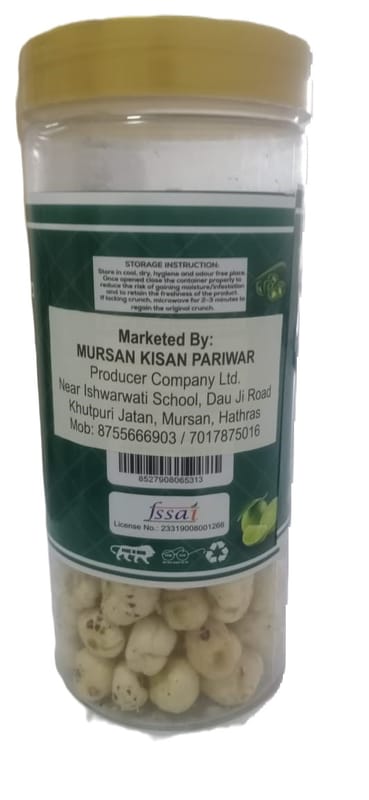 STORAGE INSTRUCTION:
Store in cool, dry, hygiene and odour free place.
Once opened close the container properly to
reduce the risk of gaining moisture/infestation
and to retain the freshness of the product.
If lacking crunch, microwave for 2-3 minutes to
regain the original crunch.
Marketed By:
MURSAN KISAN PARIWAR
Producer Company Ltd.
Near Ishwarwati School, Dau Ji Road
Khutpuri Jatan, Mursan, Hathras
Mob: 8755666903 / 7017875016
8527908065313
fssai
License No.: 23319008001266